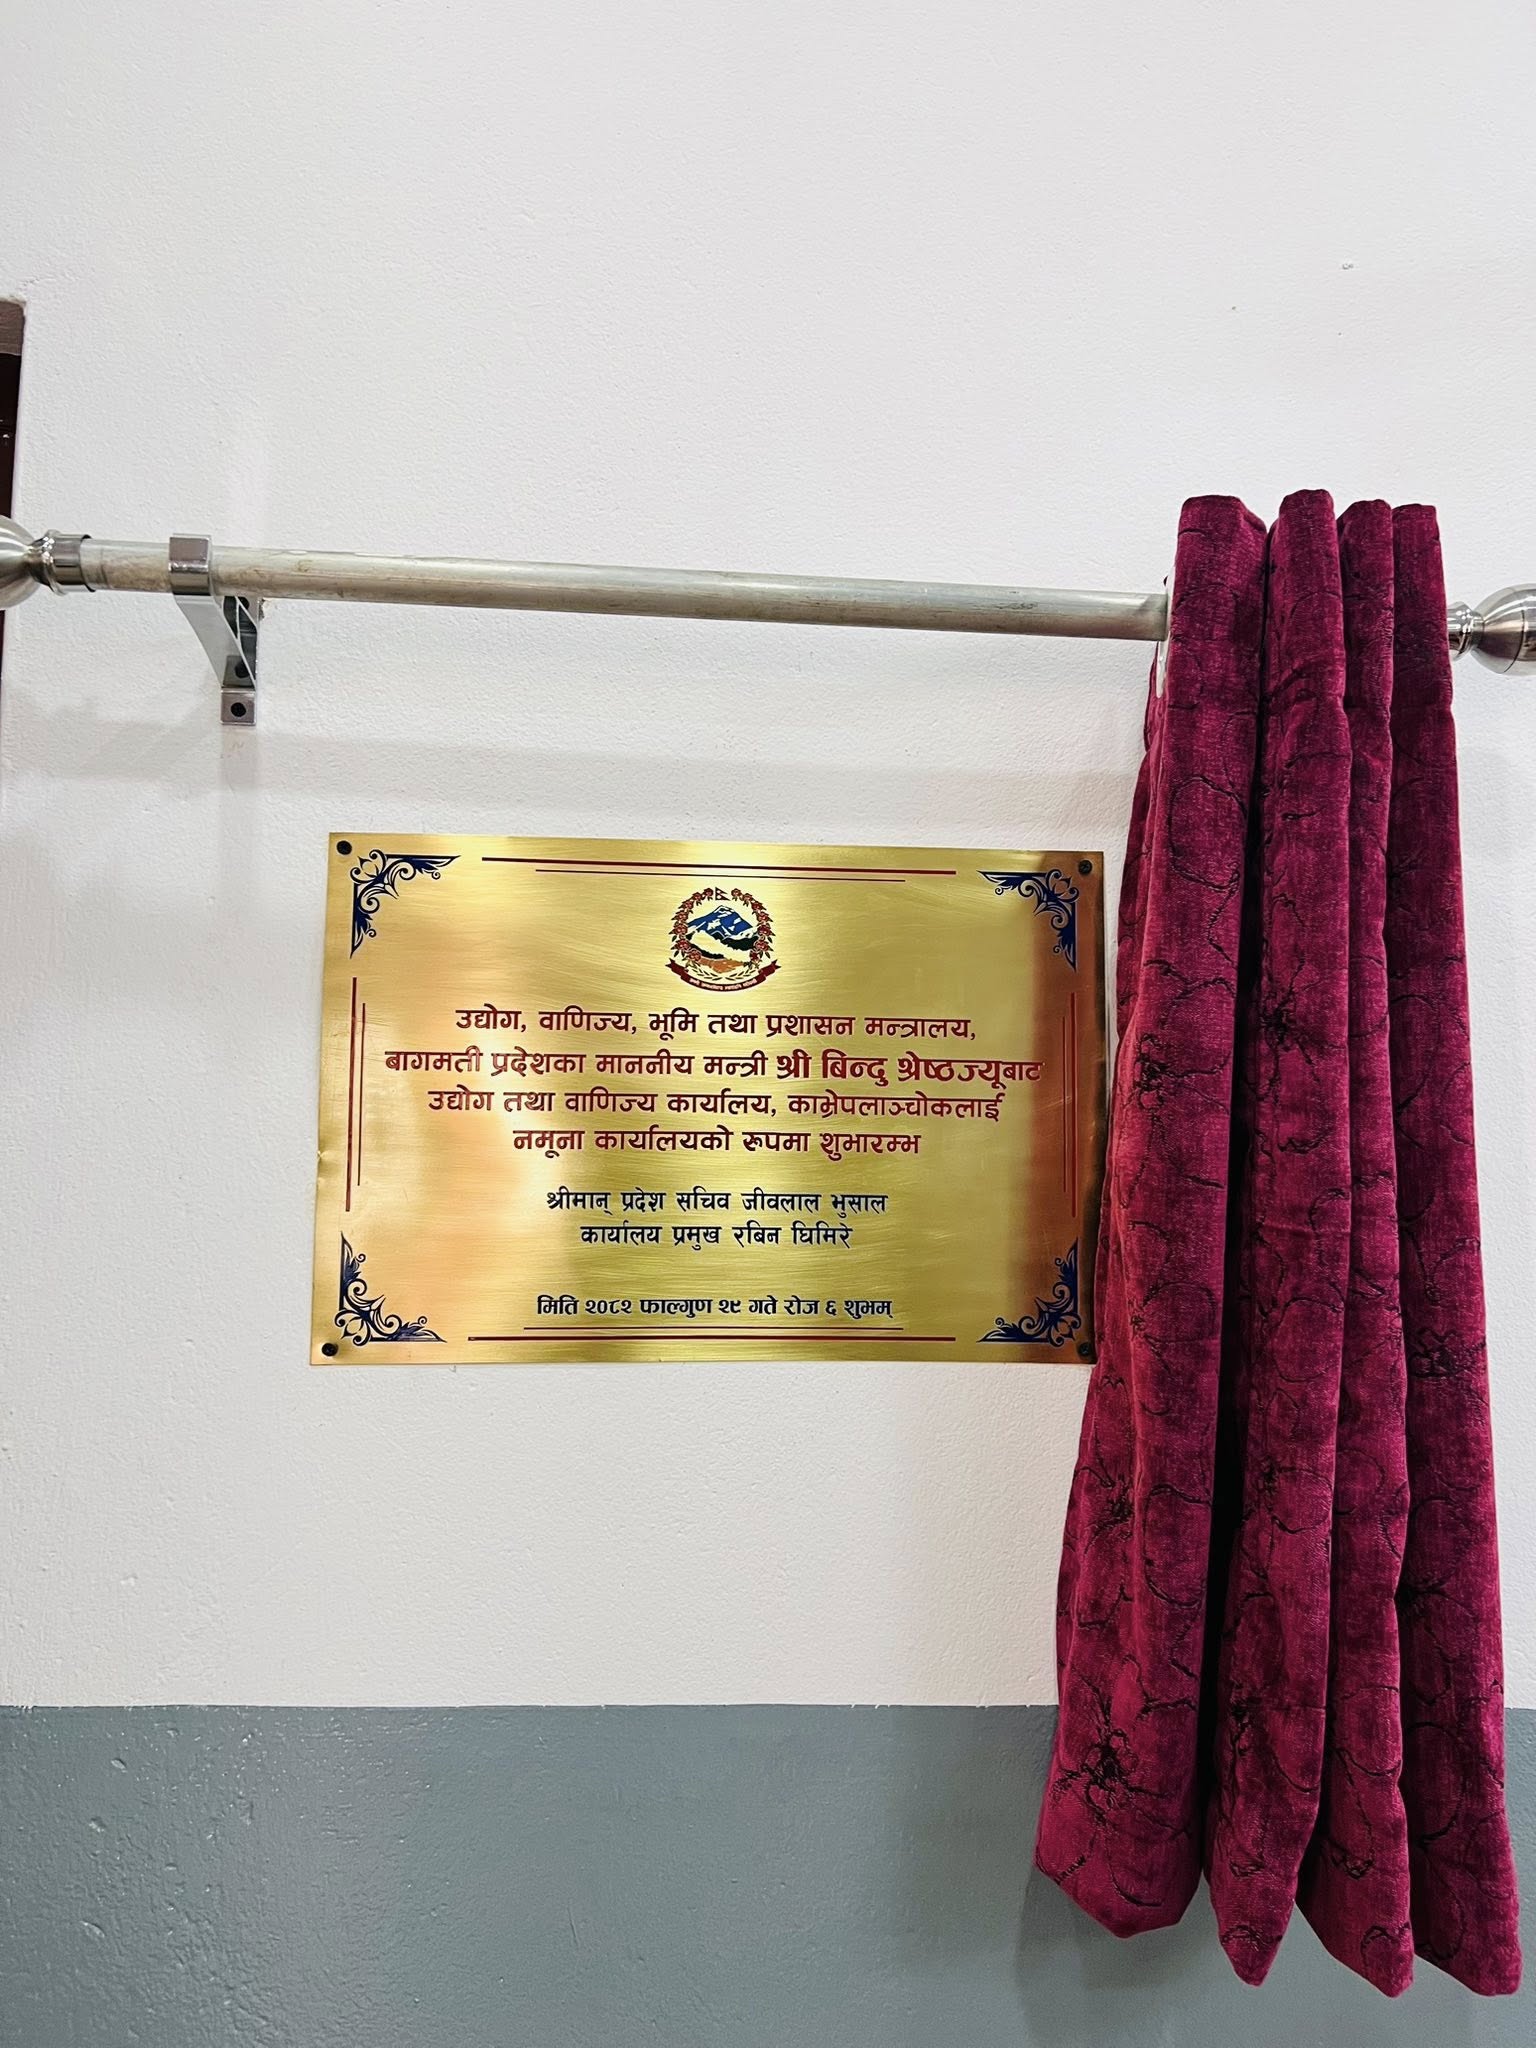 उद्योग, वाणिज्य, भूमि तथा प्रशासन मन्त्रालय,
बागमती प्रदेशका माननीय मन्त्री श्री बिन्दु श्रेष्ठज्यूबाट
उद्योग तथा वाणिज्य कार्यालय, काभ्रेपलाञ्चोकलाई
नमूना कार्यालयको रूपमा शुभारम्भ
श्रीमान् प्रदेश सचिव जीवलाल भुसाल
कार्यालय प्रमुख रबिन घिमिरे
मिति २०८२ फाल्गुण २९ गते रोज ६ शुभम्